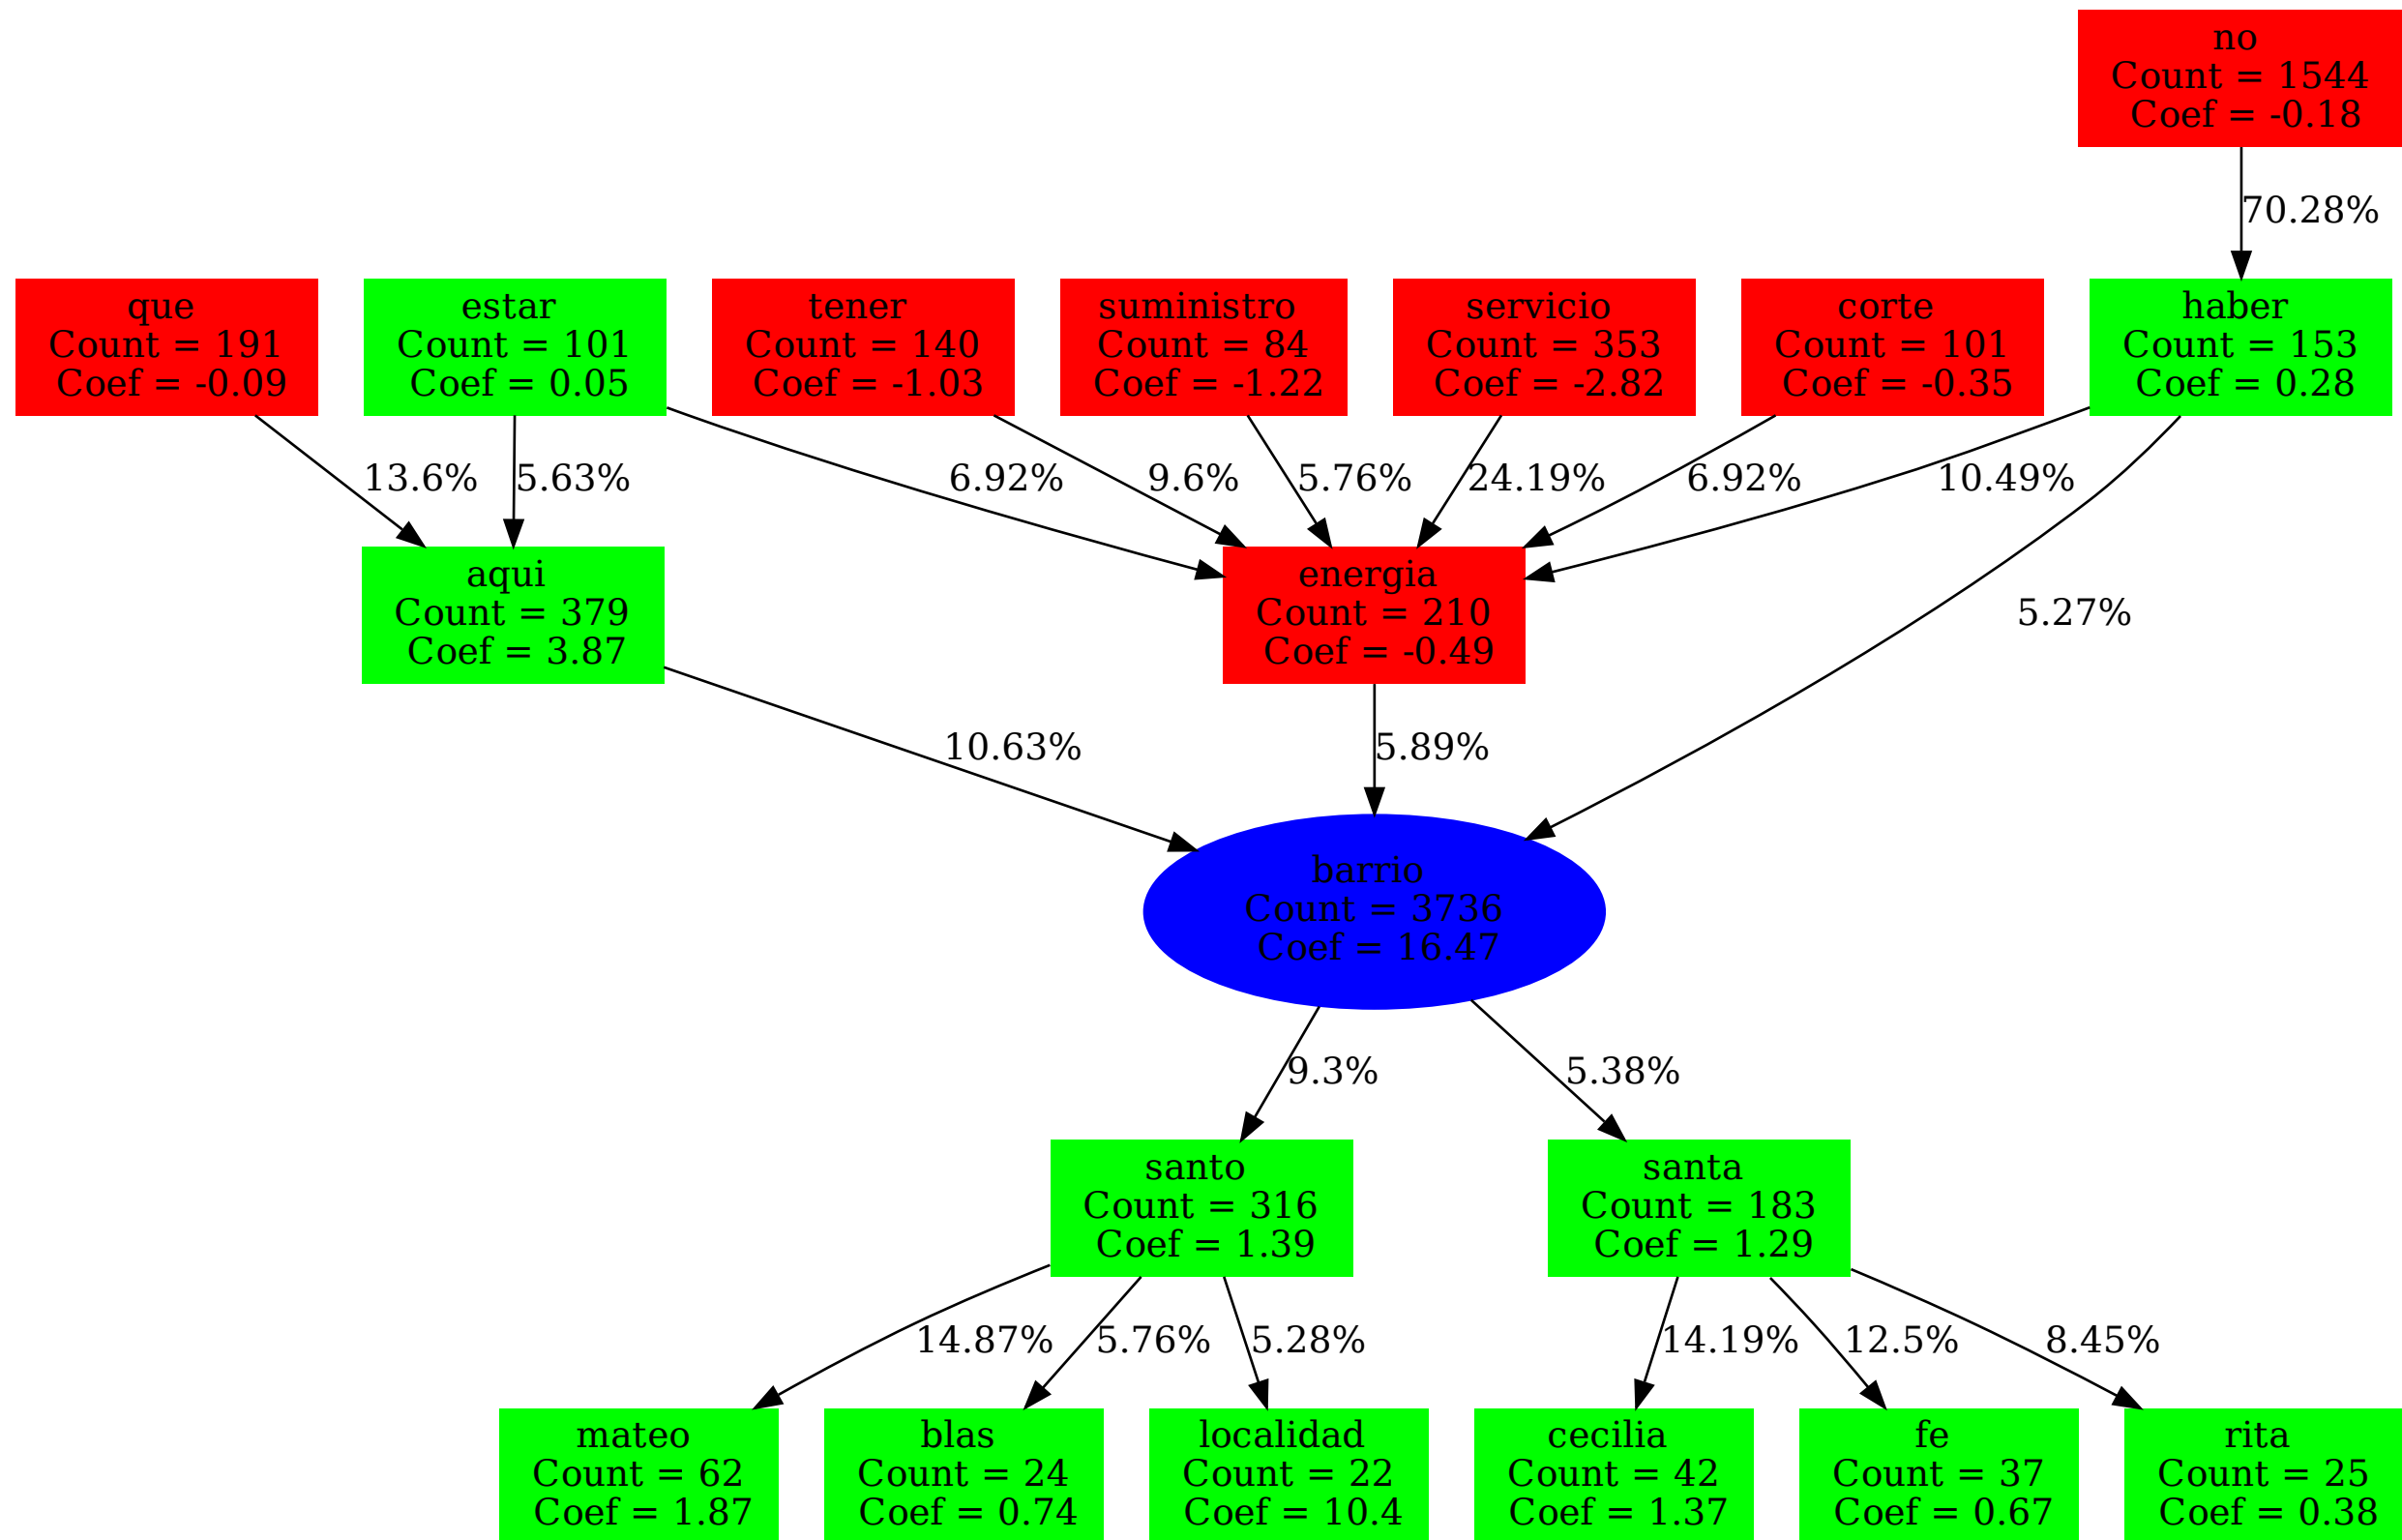 no
Count = 1544
Coef = -0.18
70.28%
que
Count = 191
Coef = -0.09
estar
Count = 101
Coef = 0.05
tener
Count = 140
Coef = -1.03
suministro
Count = 84
Coef = -1.22
servicio
Count = 353
Coef = -2.82
corte
Count = 101
Coef = -0.35
haber
Count = 153
Coef = 0.28
13.6%
5.63%
6.92%
9.6%
5.76%
24.19%
6.92%
10.49%
5.27%
aqui
Count = 379
Coef = 3.87
energia
Count = 210
Coef = -0.49
10.63%
5.89%
barrio
Count = 3736
Coef = 16.47
9.3%
5.38%
santo
Count = 316
Coef = 1.39
santa
Count = 183
Coef = 1.29
14.87%
5.76%
5.28%
14.19%
12.5%
8.45%
mateo
Count = 62
Coef = 1.87
blas
Count = 24
Coef = 0.74
localidad
Count = 22
Coef = 10.4
cecilia
Count = 42
Coef = 1.37
fe
Count = 37
Coef = 0.67
rita
Count = 25
Coef = 0.38